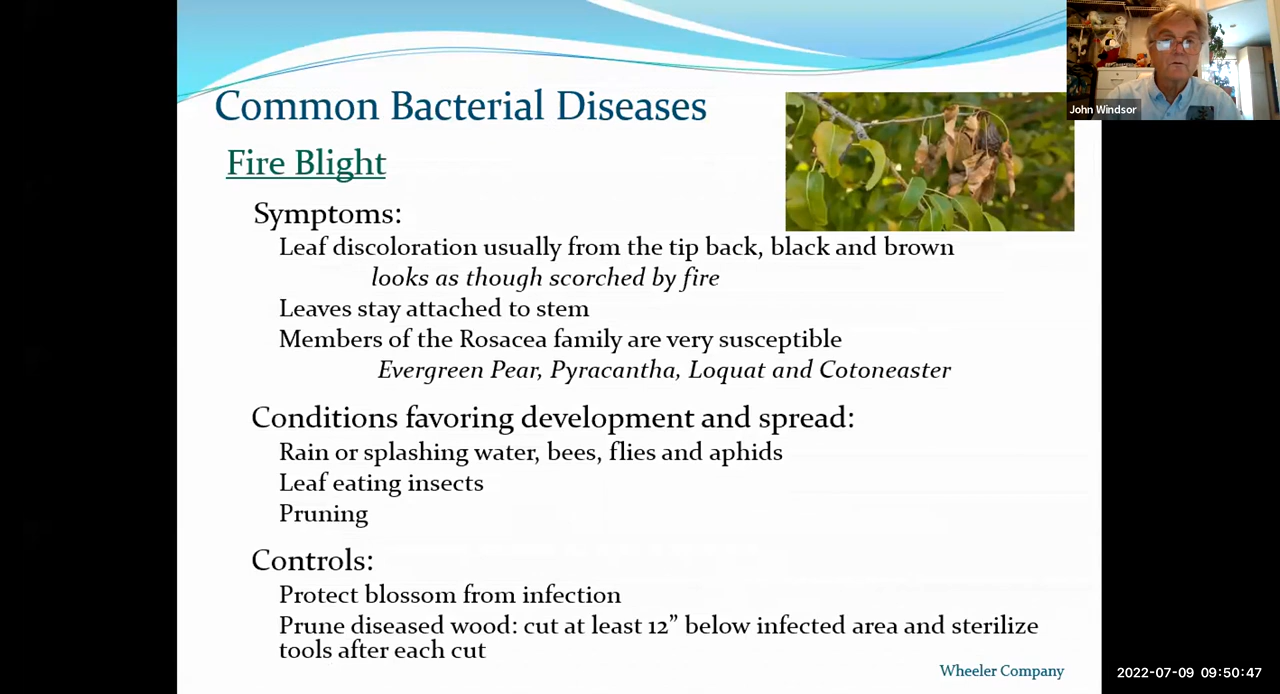 John Windsor
Common Bacterial Diseases
Fire Blight
Symptoms:
Leaf discoloration usually from the tip back, black and brown
looks as though scorched by fire
Leaves stay attached to stem
Members of the Rosacea family are very susceptible
Evergreen Pear, Pyracantha, Loquat and Cotoneaster
Conditions favoring development and spread:
Rain or splashing water, bees, flies and aphids
Leaf eating insects
Pruning
Controls:
Protect blossom from infection
Prune diseased wood: cut at least 12” below infected area and sterilize
tools after each cut
Wheeler Company
2022-07-09 09:50:47